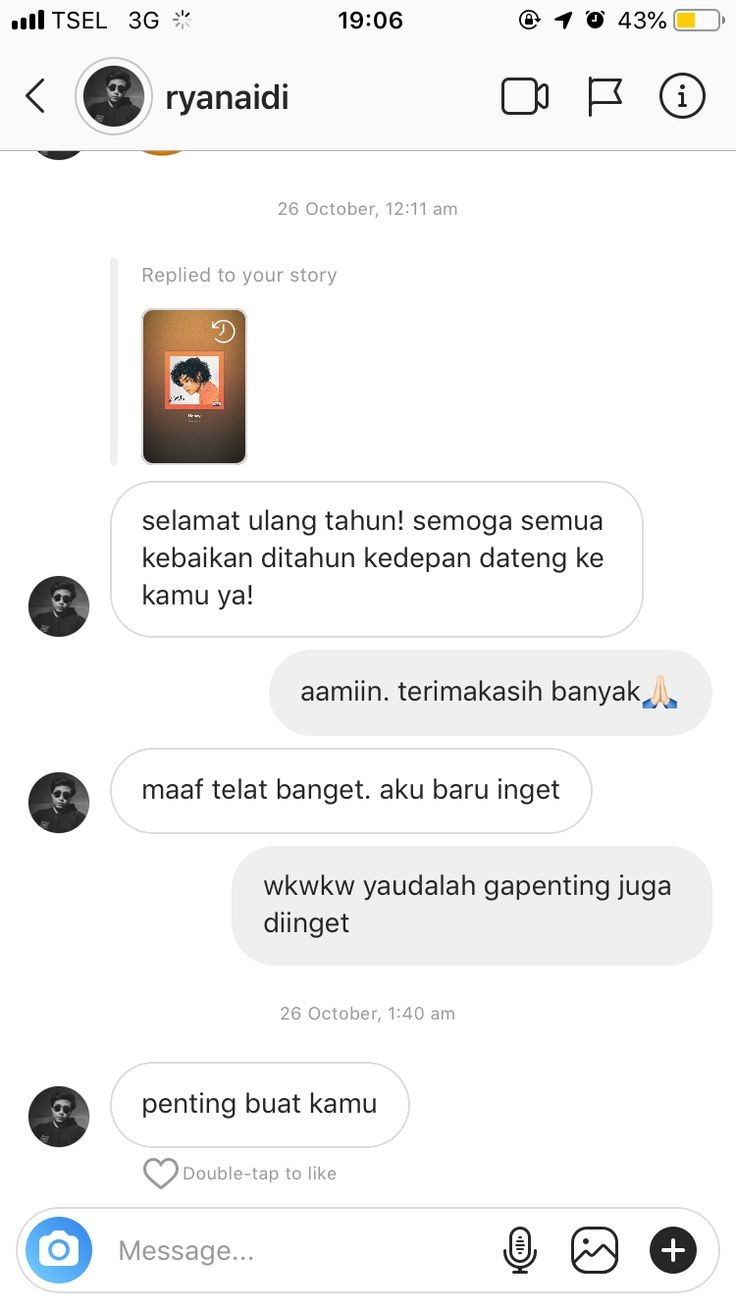 TSEL 3G 19:06 43%
ryanaidi
26 October, 12:11 am
Replied to your story
selamat ulang tahun! semoga semua
kebaikan ditahun kedepan dateng ke
kamu ya!
aamiin. terimakasih banyak🙏🏻
maaf telat banget. aku baru inget
wkwkw yaudalah gapenting juga
diinget
26 October, 1:40 am
penting buat kamu
Double-tap to like
Message...